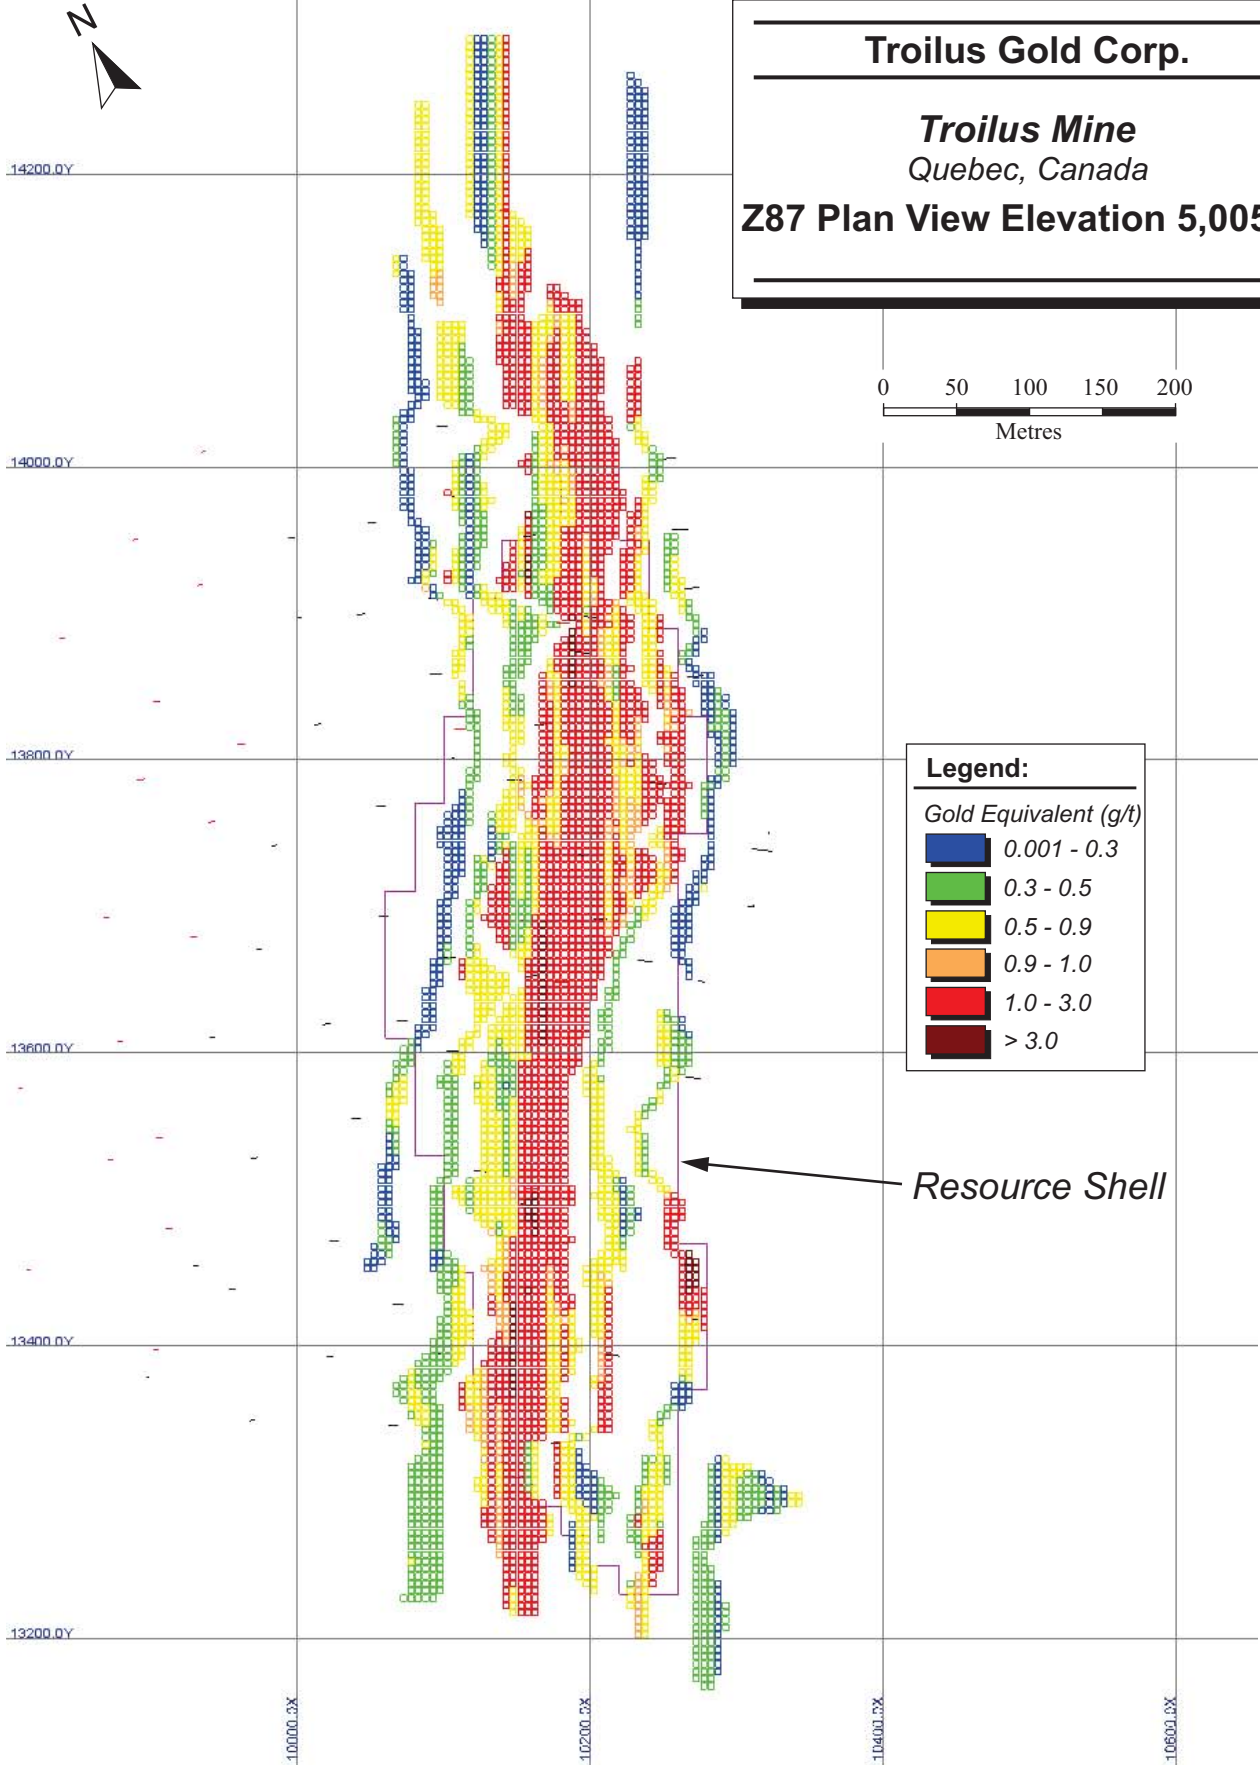 N
Troilus Gold Corp.
Troilus Mine
Quebec, Canada
Z87 Plan View Elevation 5,005
14200.0Y
0 50 100 150 200
Metres
14000.0Y
13800.0Y
Legend:
Gold Equivalent (g/t)
0.001 - 0.3
0.3 - 0.5
0.5 - 0.9
0.9 - 1.0
1.0 - 3.0
> 3.0
13600.0Y
Resource Shell
13400.0Y
13200.0Y
10000.0X
10200.0X
10400.0X
10600.0X